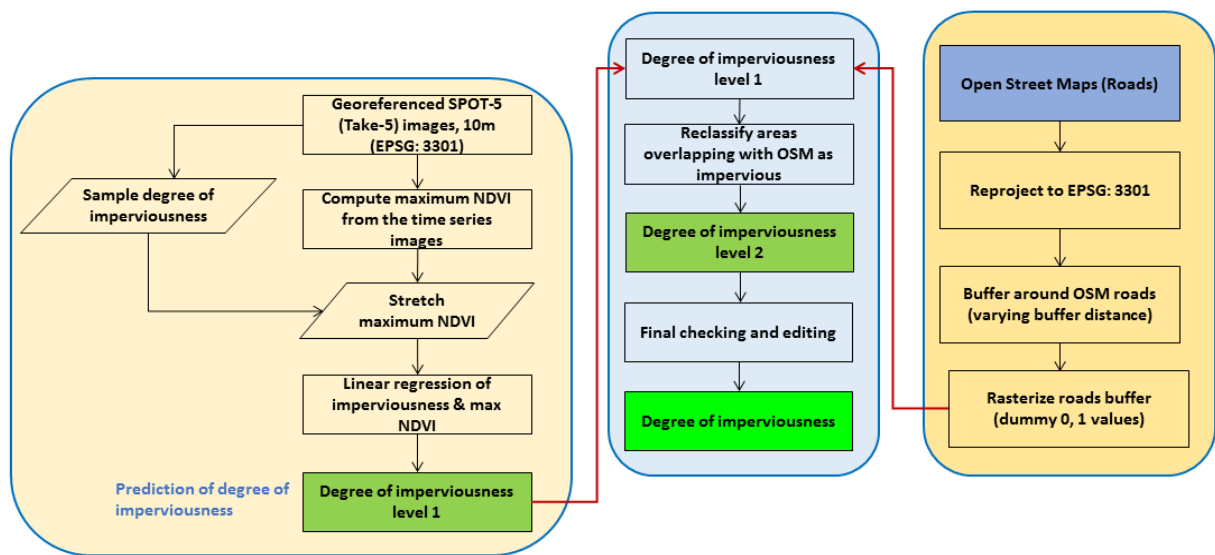 Georeferenced SPOT-5
(Take-5) images, 10m
(EPSG: 3301)
Sample degree of
imperviousness
Compute maximum NDVI
from the time series
images
Stretch
maximum NDVI
Linear regression of
imperviousness & max
NDVI
Prediction of degree of
imperviousness
Degree of imperviousness
level 1
Degree of imperviousness
level 1
Reclassify areas
overlapping with OSM as
impervious
Degree of imperviousness
level 2
Final checking and editing
Degree of imperviousness
Open Street Maps (Roads)
Reproject to EPSG: 3301
Buffer around OSM roads
(varying buffer distance)
Rasterize roads buffer
(dummy 0, 1 values)